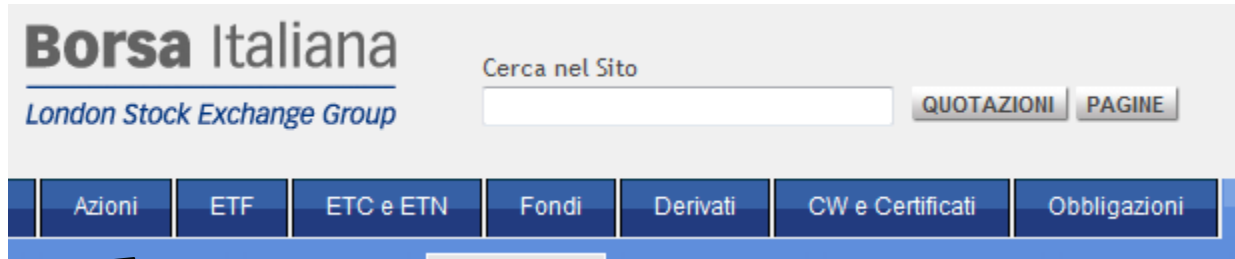 Borsa Italiana
London Stock Exchange Group
Cerca nel Sito
QUOTAZIONI PAGINE
Azioni ETF ETC e ETN Fondi Derivati CW e Certificati Obbligazioni